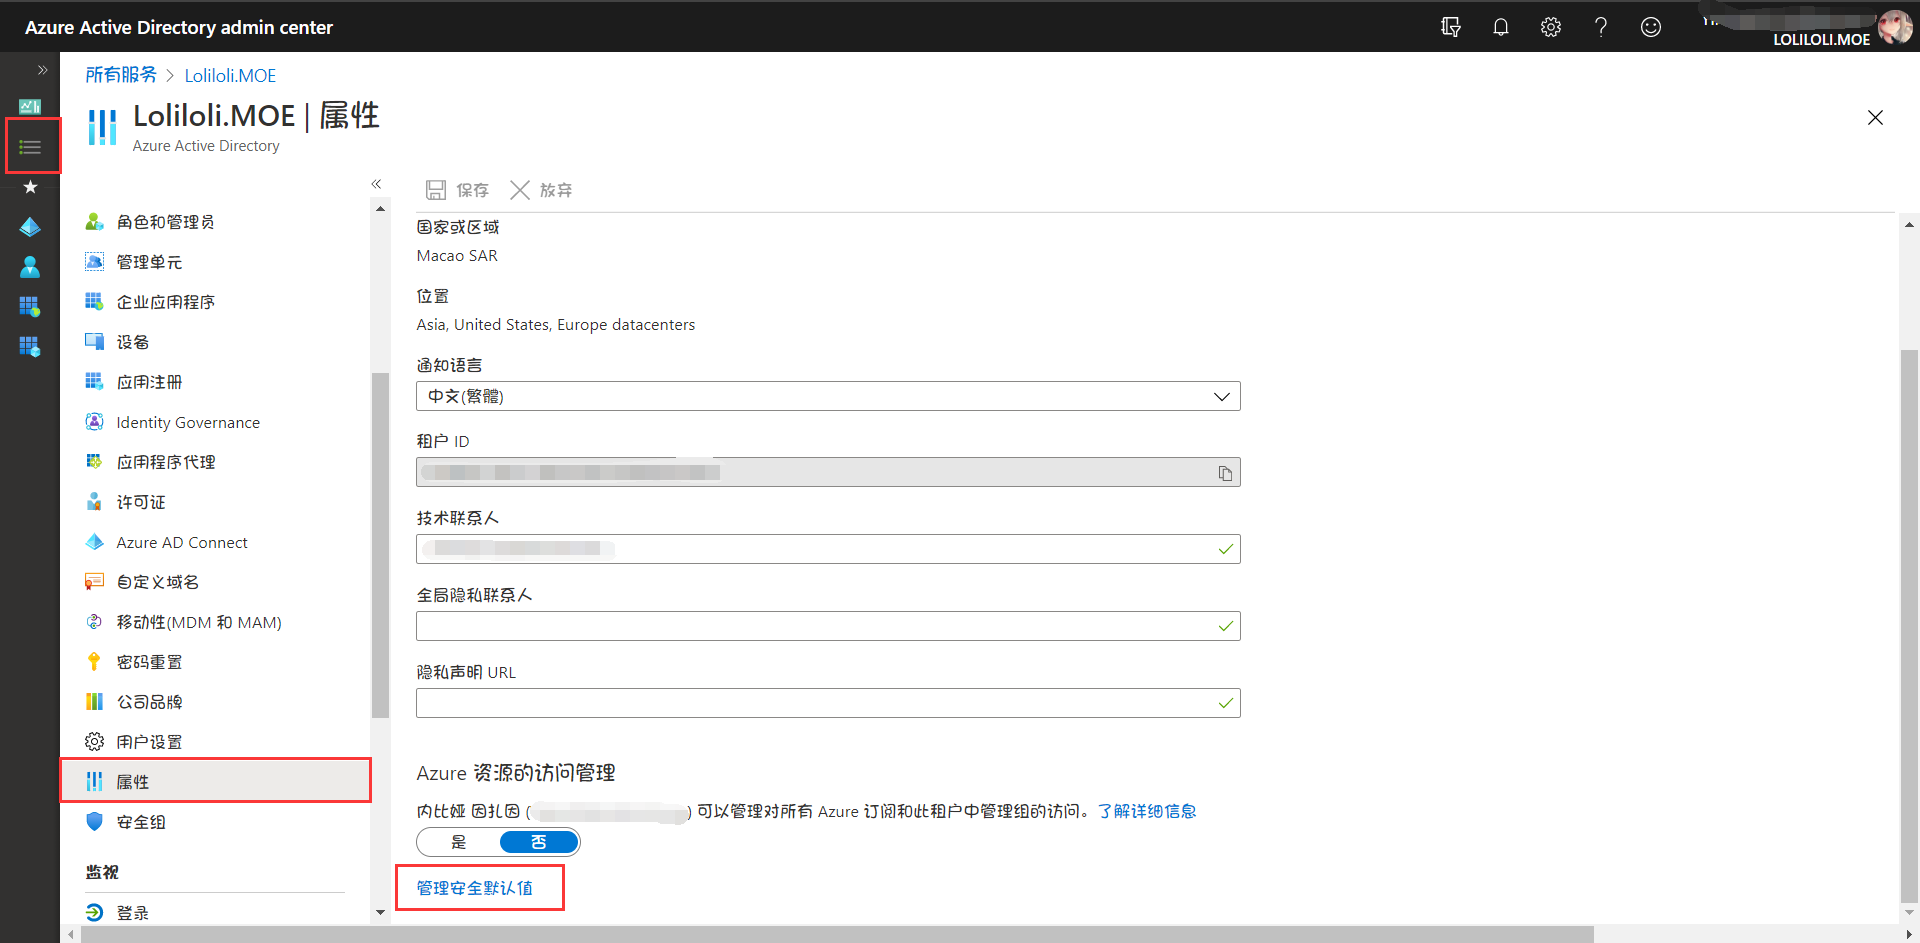 Azure Active Directory admin center
LOLILOLI.MOE
所有服务 > Loliloli.MOE
Loliloli.MOE | 属性
Azure Active Directory
保存
放弃
角色和管理员
管理单元
企业应用程序
设备
应用注册
Identity Governance
应用程序代理
许可证
Azure AD Connect
自定义域名
移动性(MDM 和 MAM)
密码重置
公司品牌
用户设置
属性
安全组
监视
登录
国家或区域
Macao SAR
位置
Asia, United States, Europe datacenters
通知语言
中文(繁體)
租户 ID
技术联系人
全局隐私联系人
隐私声明 URL
Azure 资源的访问管理
内比娅 因扎因 ( ) 可以管理对所有 Azure 订阅和此租户中管理组的访问。了解详细信息
是
否
管理安全默认值